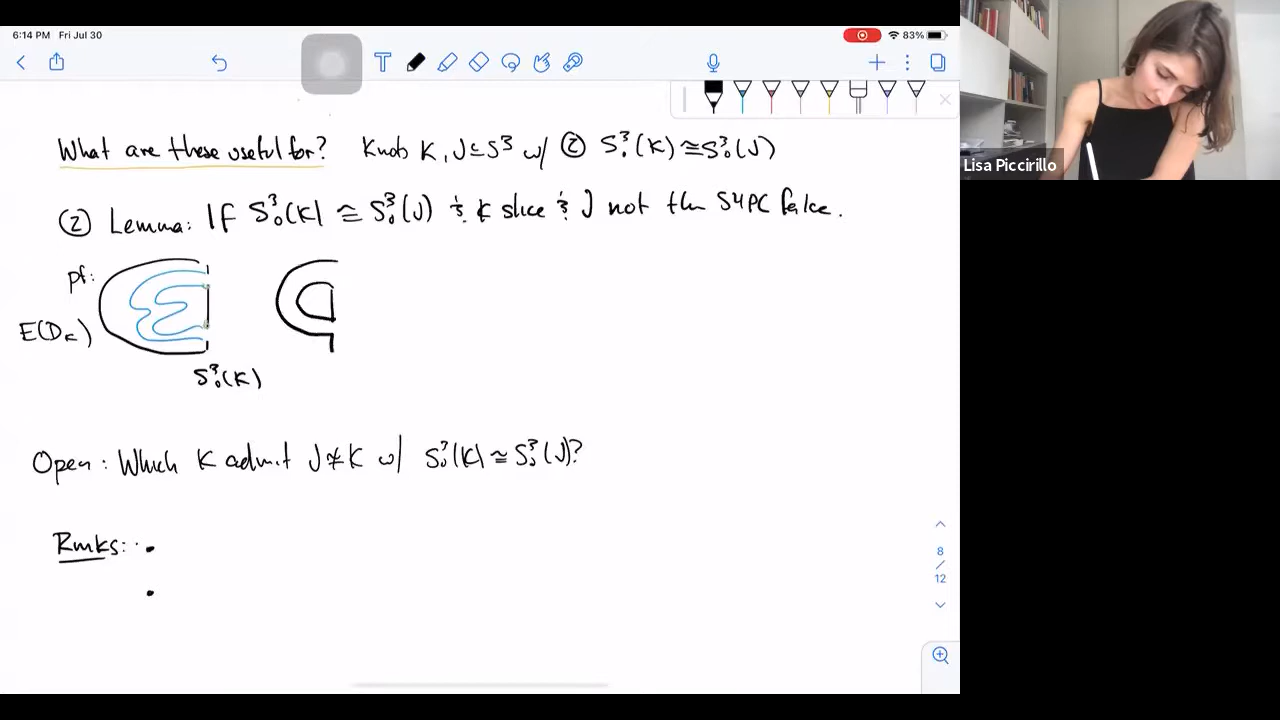 6:14 PM Fri Jul 30
83%
What are these useful for? Knots K, J ⊆ S³ w/ ② S³₀(K) ≅ S³₀(J)
② Lemma: If S³₀(K) ≅ S³₀(J) & K slice & J not then S4PC false.
pf:
E(D_K)
S³₀(K)
Open: Which K admit J ≠ K w/ S³₀(K) ≅ S³₀(J)?
Rmks:
8
/
12
Lisa Piccirillo